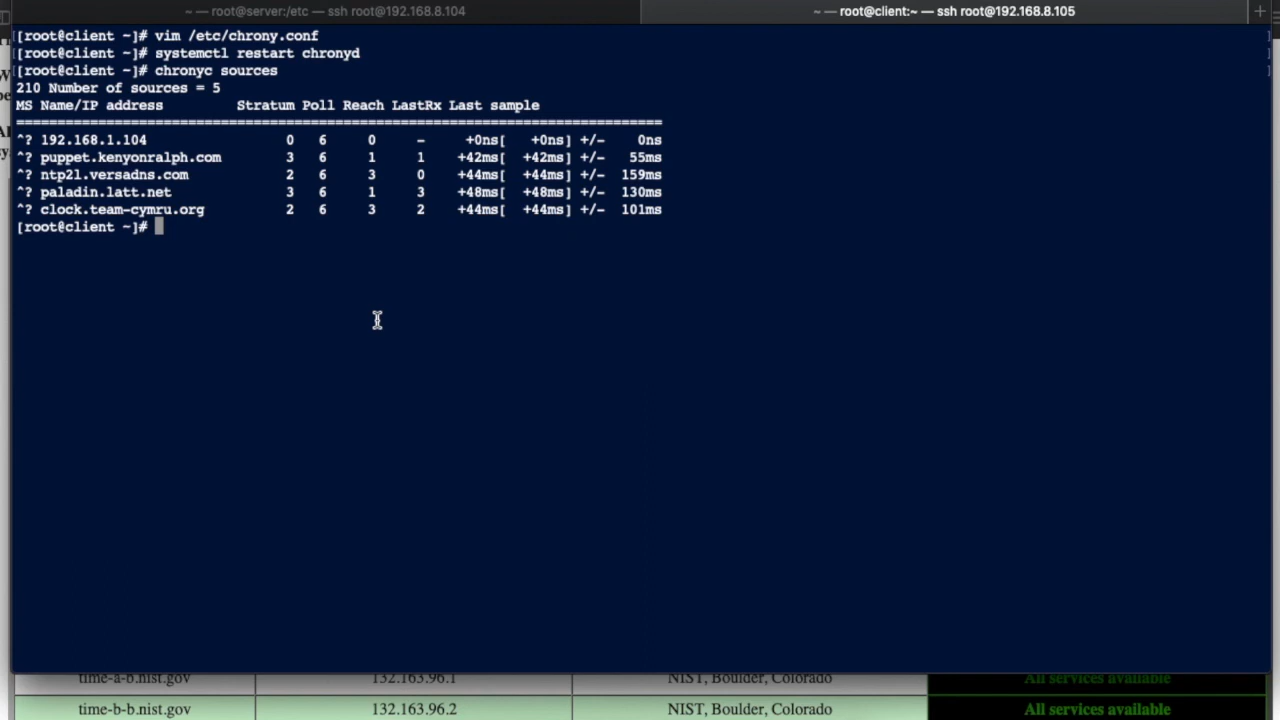 ~ — root@server:/etc — ssh root@192.168.8.104
~ — root@client:~ — ssh root@192.168.8.105
[[root@client ~]# vim /etc/chrony.conf ]
[[root@client ~]# systemctl restart chronyd ]
[[root@client ~]# chronyc sources ]
210 Number of sources = 5
MS Name/IP address Stratum Poll Reach LastRx Last sample
===============================================================================
^? 192.168.1.104 0 6 0 - +0ns[ +0ns] +/- 0ns
^? puppet.kenyonralph.com 3 6 1 1 +42ms[ +42ms] +/- 55ms
^? ntp21.versadns.com 2 6 3 0 +44ms[ +44ms] +/- 159ms
^? paladin.latt.net 3 6 1 3 +48ms[ +48ms] +/- 130ms
^? clock.team-cymru.org 2 6 3 2 +44ms[ +44ms] +/- 101ms
[root@client ~]#
time-a-b.nist.gov 132.163.96.1 NIST, Boulder, Colorado All services available
time-b-b.nist.gov 132.163.96.2 NIST, Boulder, Colorado All services available